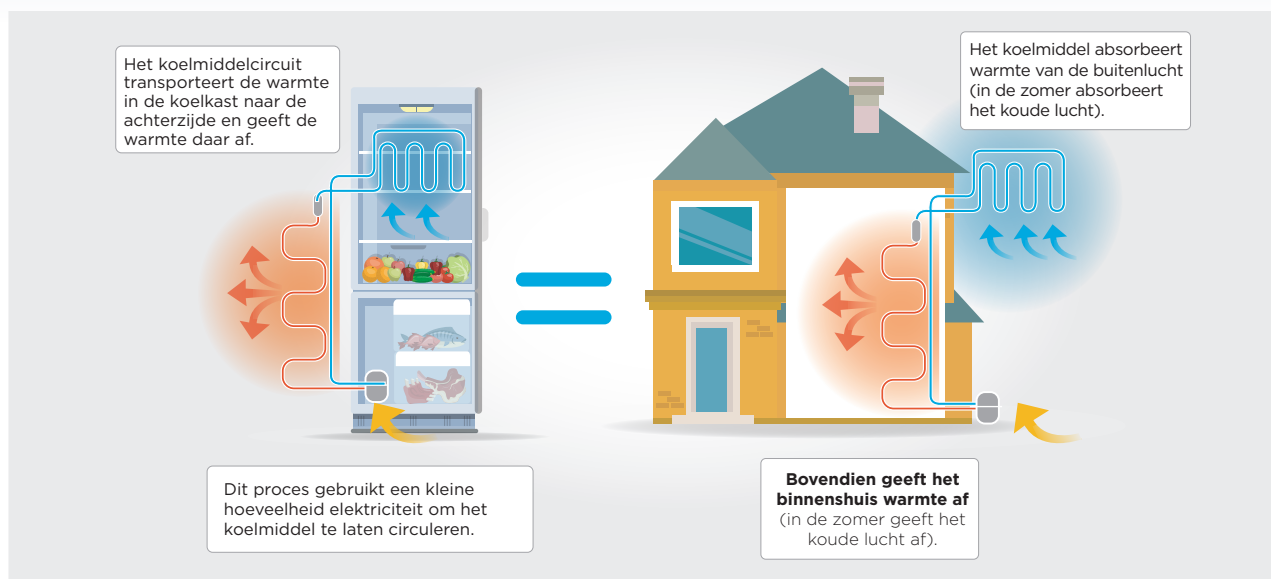 Het koelmiddelcircuit
transporteert de warmte
in de koelkast naar de
achterzijde en geeft de
warmte daar af.
Het koelmiddel absorbeert
warmte van de buitenlucht
(in de zomer absorbeert
het koude lucht).
Dit proces gebruikt een kleine
hoeveelheid elektriciteit om het
koelmiddel te laten circuleren.
Bovendien geeft het
binnenshuis warmte af
(in de zomer geeft het
koude lucht af).